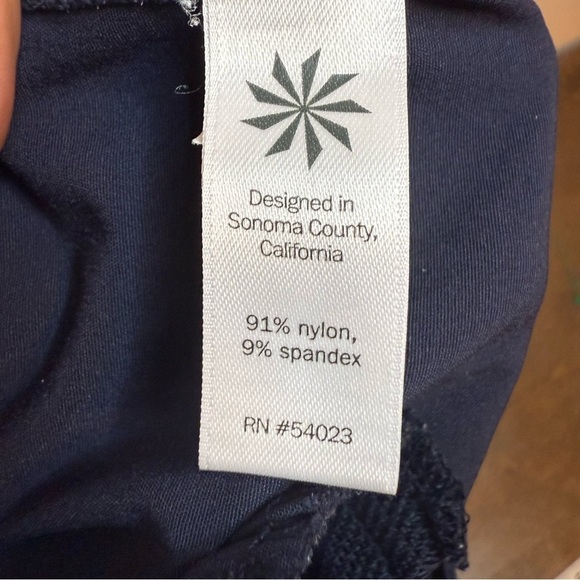 Designed in
Sonoma County,
California
91% nylon,
9% spandex
RN #54023